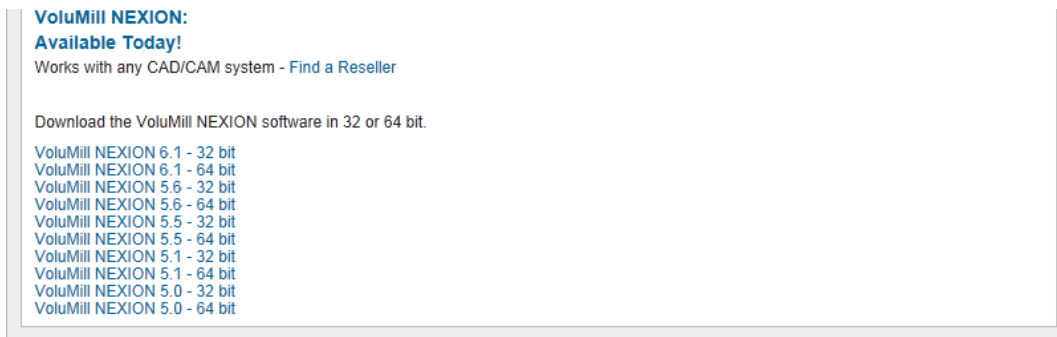 VoluMill NEXION:
Available Today!
Works with any CAD/CAM system - Find a Reseller
Download the VoluMill NEXION software in 32 or 64 bit.
VoluMill NEXION 6.1 - 32 bit
VoluMill NEXION 6.1 - 64 bit
VoluMill NEXION 5.6 - 32 bit
VoluMill NEXION 5.6 - 64 bit
VoluMill NEXION 5.5 - 32 bit
VoluMill NEXION 5.5 - 64 bit
VoluMill NEXION 5.1 - 32 bit
VoluMill NEXION 5.1 - 64 bit
VoluMill NEXION 5.0 - 32 bit
VoluMill NEXION 5.0 - 64 bit